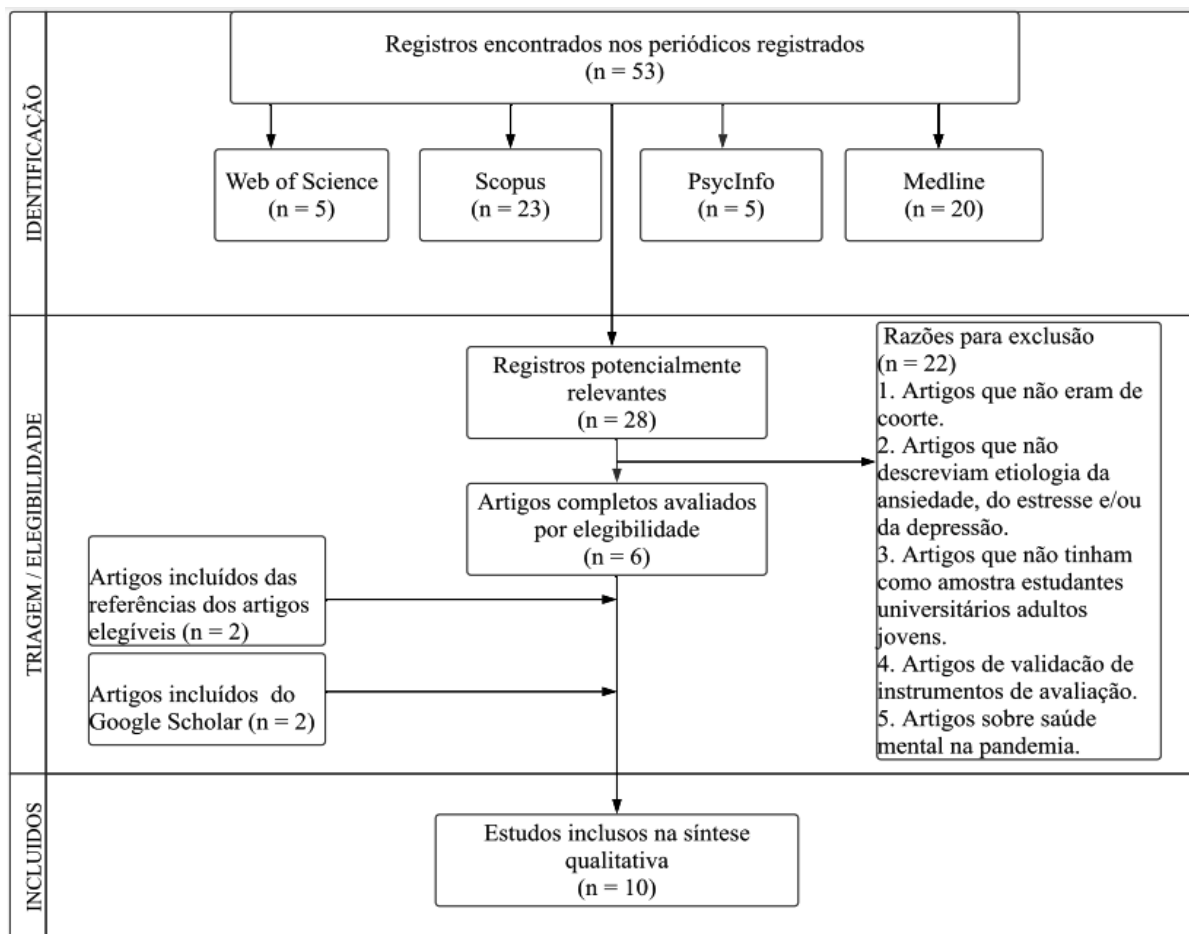 IDENTIFICAÇÃO
Registros encontrados nos periódicos registrados
(n = 53)
Web of Science
(n = 5)
Scopus
(n = 23)
PsycInfo
(n = 5)
Medline
(n = 20)
TRIAGEM / ELEGIBILIDADE
Registros potencialmente
relevantes
(n = 28)
Razões para exclusão
(n = 22)
1. Artigos que não eram de
coorte.
2. Artigos que não
descreviam etiologia da
ansiedade, do estresse e/ou
da depressão.
3. Artigos que não tinham
como amostra estudantes
universitários adultos
jovens.
4. Artigos de validacão de
instrumentos de avaliação.
5. Artigos sobre saúde
mental na pandemia.
Artigos completos avaliados
por elegibilidade
(n = 6)
Artigos incluídos das
referências dos artigos
elegíveis (n = 2)
Artigos incluídos do
Google Scholar (n = 2)
INCLUIDOS
Estudos inclusos na síntese
qualitativa
(n = 10)